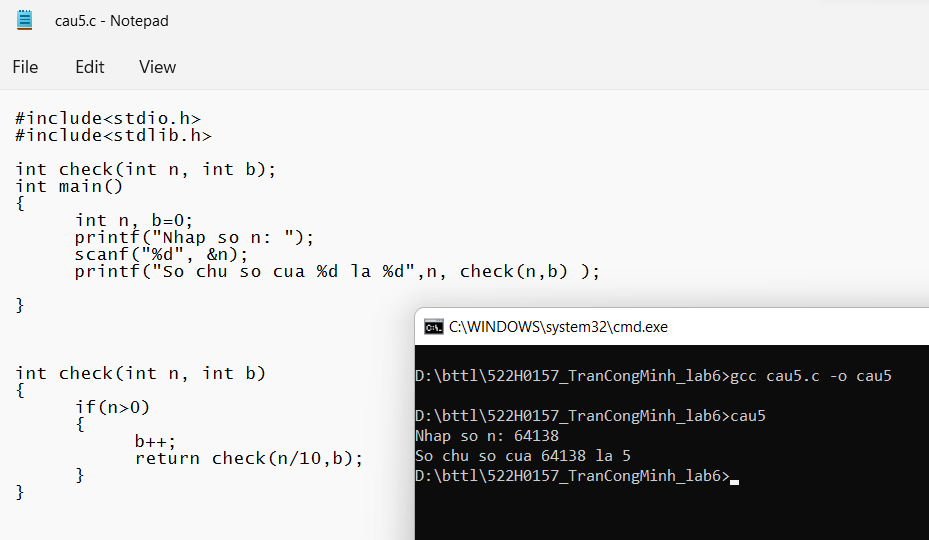 cau5.c - Notepad
File Edit View
#include<stdio.h>
#include<stdlib.h>
int check(int n, int b);
int main()
{
int n, b=0;
printf("Nhap so n: ");
scanf("%d", &n);
printf("So chu so cua %d la %d",n, check(n,b) );
}
int check(int n, int b)
{
if(n>0)
{
b++;
return check(n/10,b);
}
}
C:\WINDOWS\system32\cmd.exe
D:\bttl\522H0157_TranCongMinh_lab6>gcc cau5.c -o cau5
D:\bttl\522H0157_TranCongMinh_lab6>cau5
Nhap so n: 64138
So chu so cua 64138 la 5
D:\bttl\522H0157_TranCongMinh_lab6>